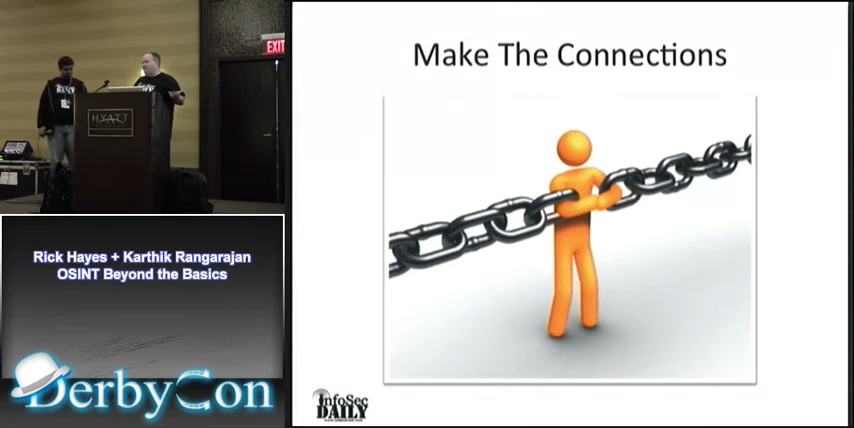 HYATT
EXIT
Make The Connections
Rick Hayes + Karthik Rangarajan
OSINT Beyond the Basics
DerbyCon
InfoSec
DAILY